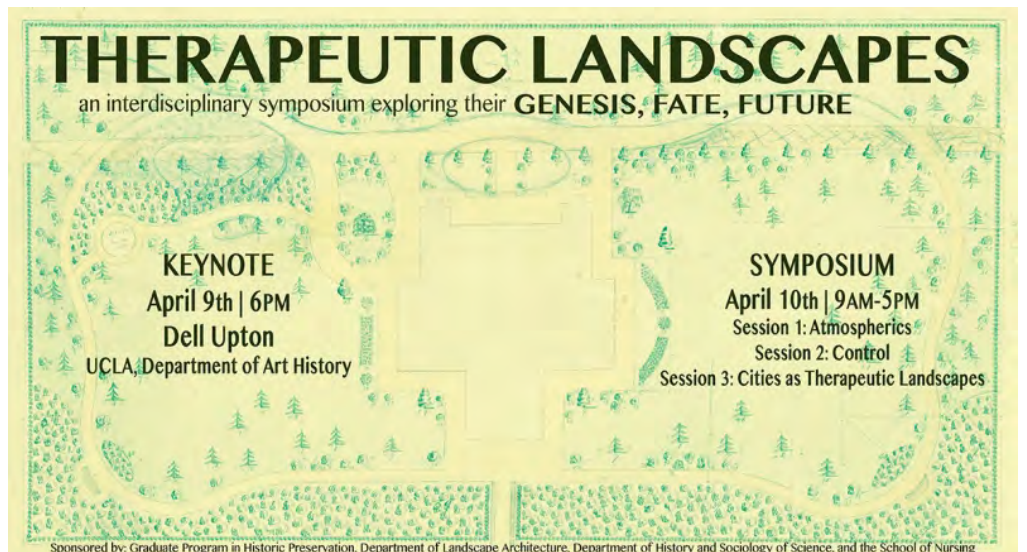 THERAPEUTIC LANDSCAPES
an interdisciplinary symposium exploring their GENESIS, FATE, FUTURE
KEYNOTE
April 9th | 6PM
Dell Upton
UCLA, Department of Art History
SYMPOSIUM
April 10th | 9AM-5PM
Session 1: Atmospherics
Session 2: Control
Session 3: Cities as Therapeutic Landscapes
Sponsored by: Graduate Program in Historic Preservation, Department of Landscape Architecture, Department of History and Sociology of Science, and the School of Nursing